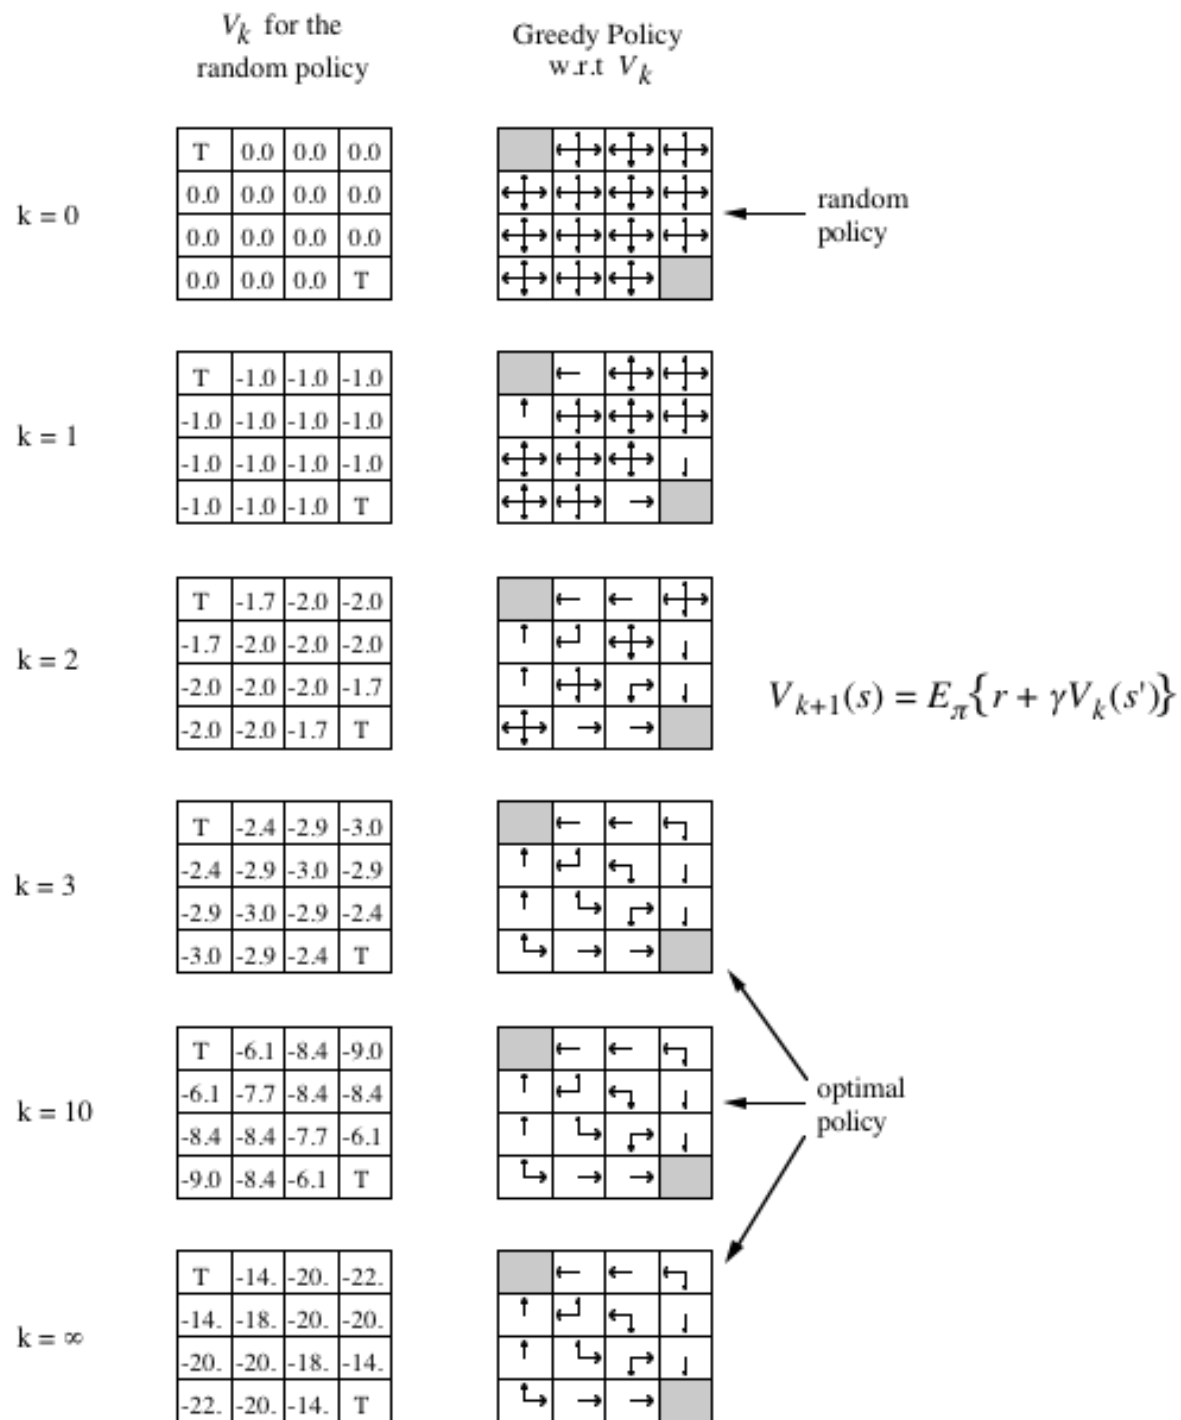 V_k for the
random policy
Greedy Policy
w.r.t V_k
k = 0
T 0.0 0.0 0.0
0.0 0.0 0.0 0.0
0.0 0.0 0.0 0.0
0.0 0.0 0.0 T
random
policy
k = 1
T -1.0 -1.0 -1.0
-1.0 -1.0 -1.0 -1.0
-1.0 -1.0 -1.0 -1.0
-1.0 -1.0 -1.0 T
k = 2
T -1.7 -2.0 -2.0
-1.7 -2.0 -2.0 -2.0
-2.0 -2.0 -2.0 -1.7
-2.0 -2.0 -1.7 T
V_{k+1}(s) = E_π{r + γV_k(s')}
k = 3
T -2.4 -2.9 -3.0
-2.4 -2.9 -3.0 -2.9
-2.9 -3.0 -2.9 -2.4
-3.0 -2.9 -2.4 T
k = 10
T -6.1 -8.4 -9.0
-6.1 -7.7 -8.4 -8.4
-8.4 -8.4 -7.7 -6.1
-9.0 -8.4 -6.1 T
optimal
policy
k = ∞
T -14. -20. -22.
-14. -18. -20. -20.
-20. -20. -18. -14.
-22. -20. -14. T